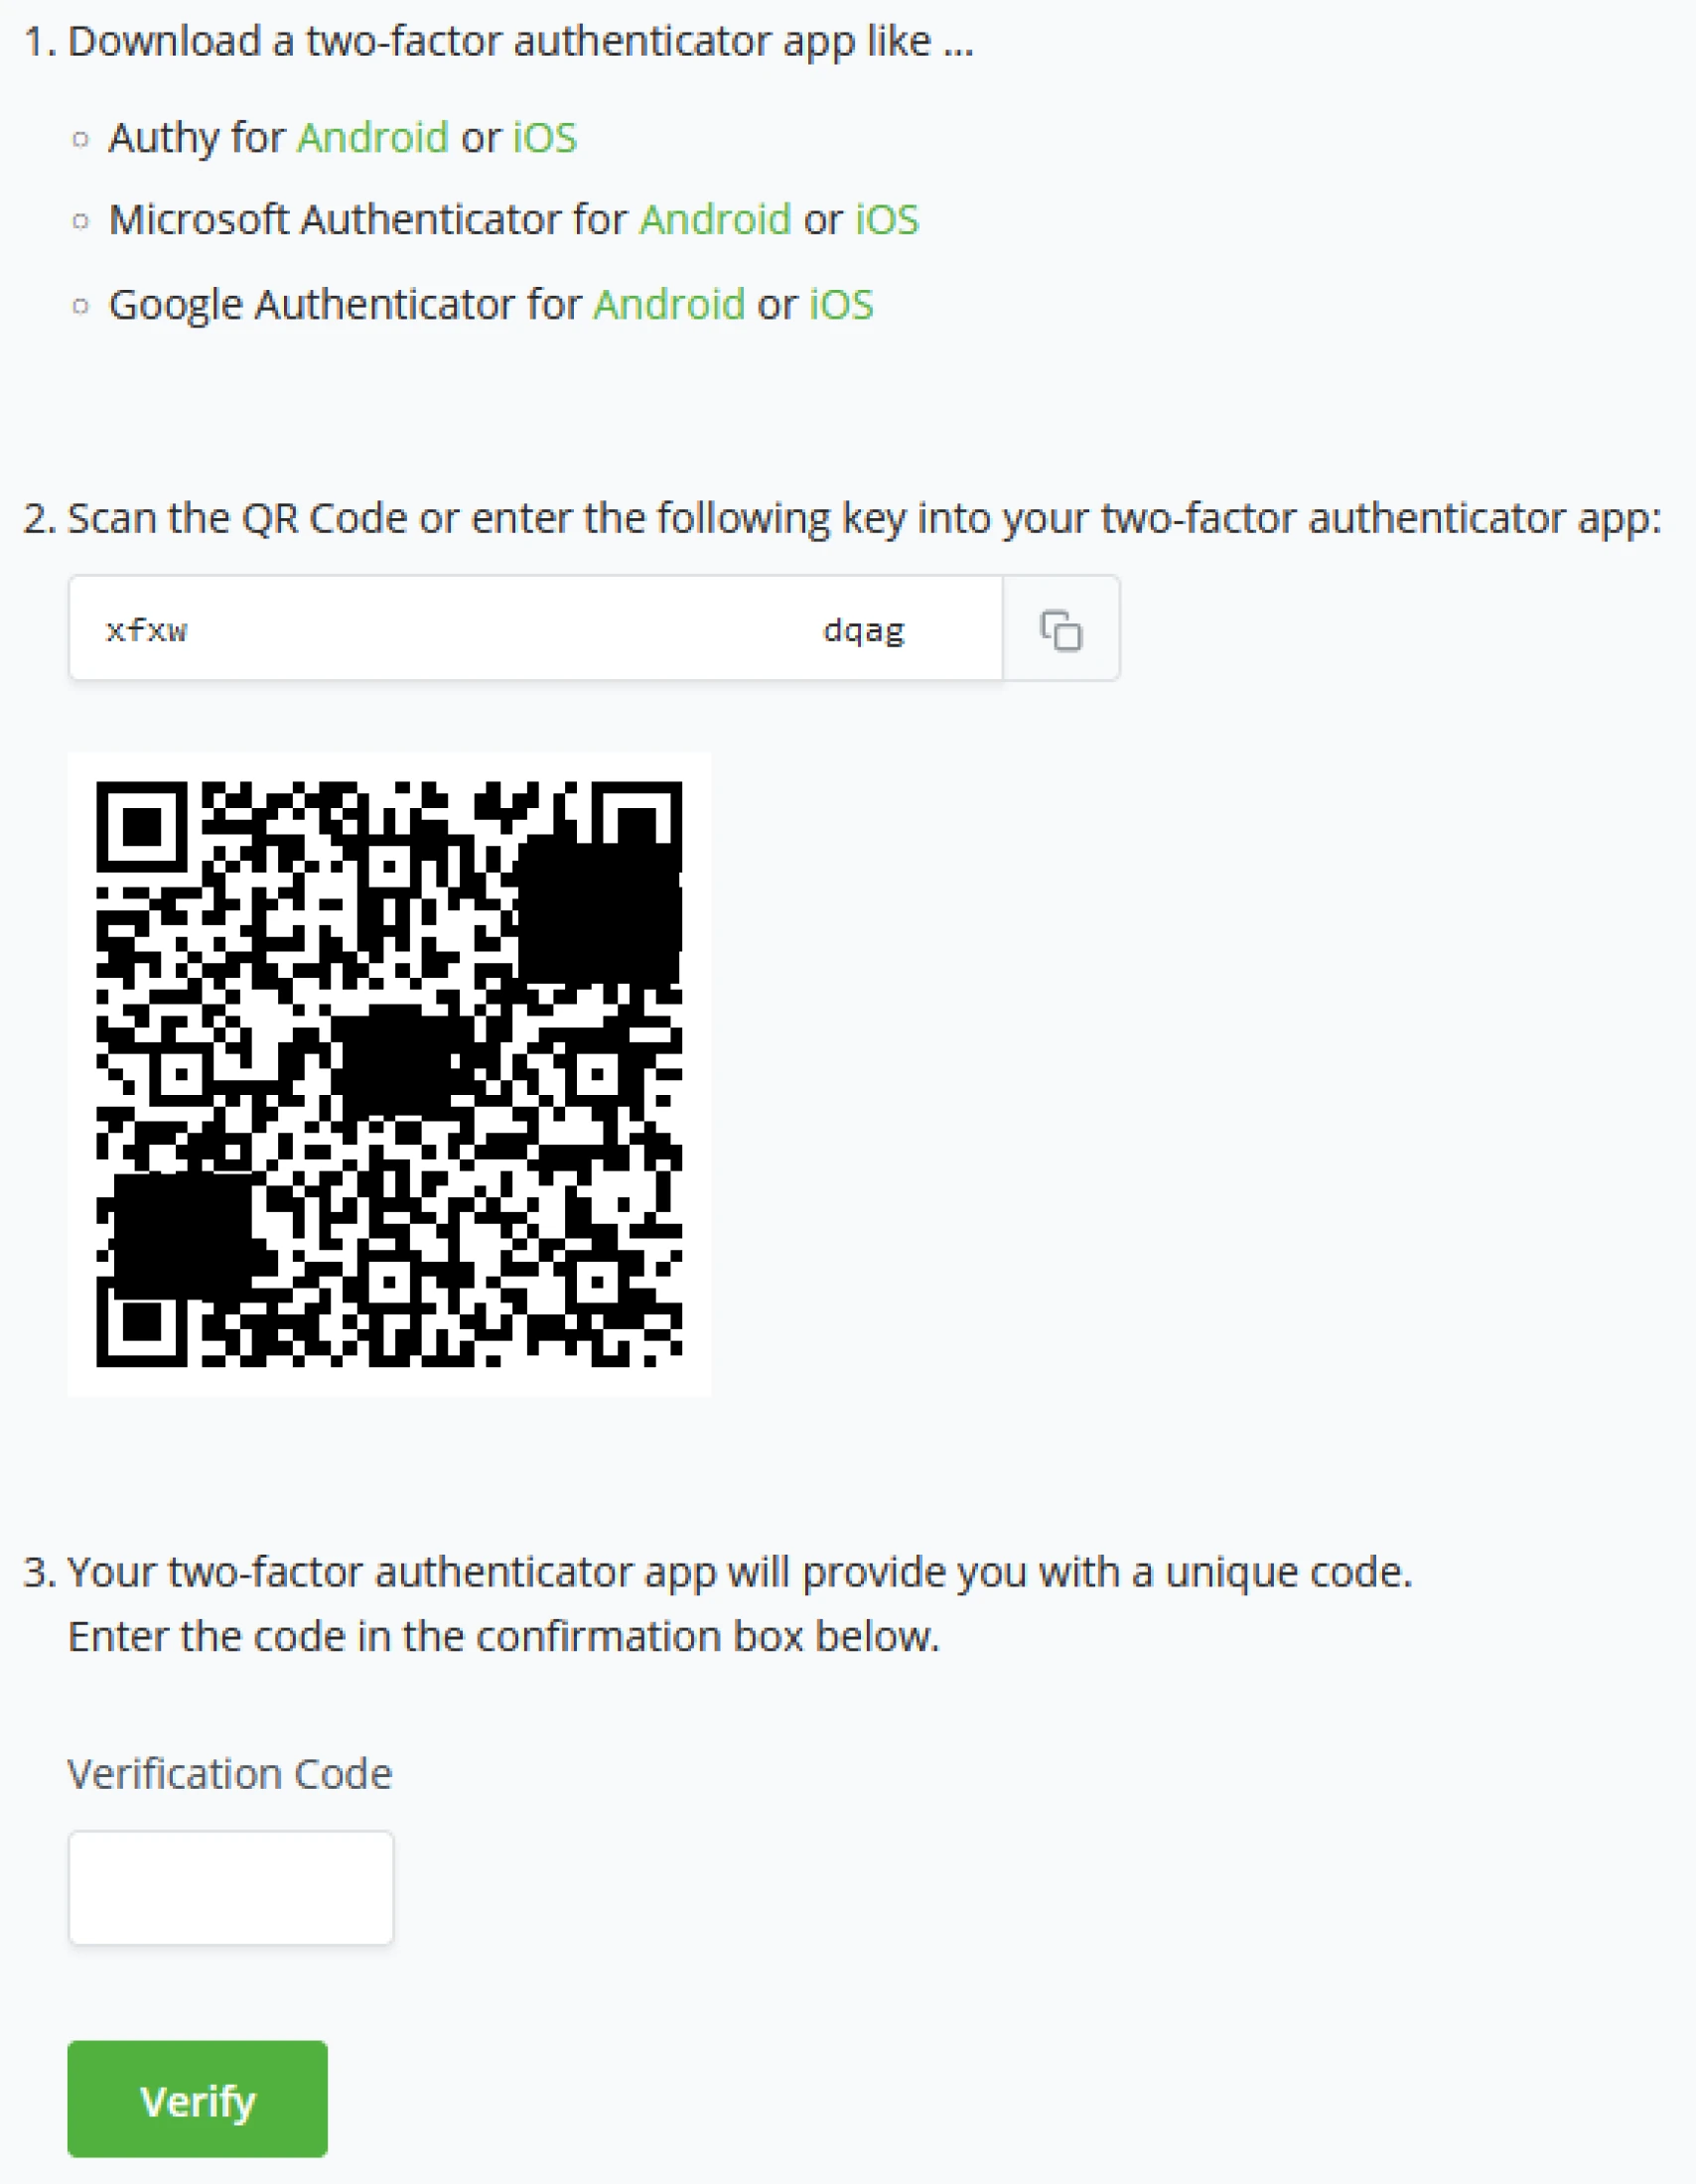 1. Download a two-factor authenticator app like ...
Authy for Android or iOS
Microsoft Authenticator for Android or iOS
Google Authenticator for Android or iOS
2. Scan the QR Code or enter the following key into your two-factor authenticator app:
xfxw dqag
3. Your two-factor authenticator app will provide you with a unique code.
Enter the code in the confirmation box below.
Verification Code
Verify